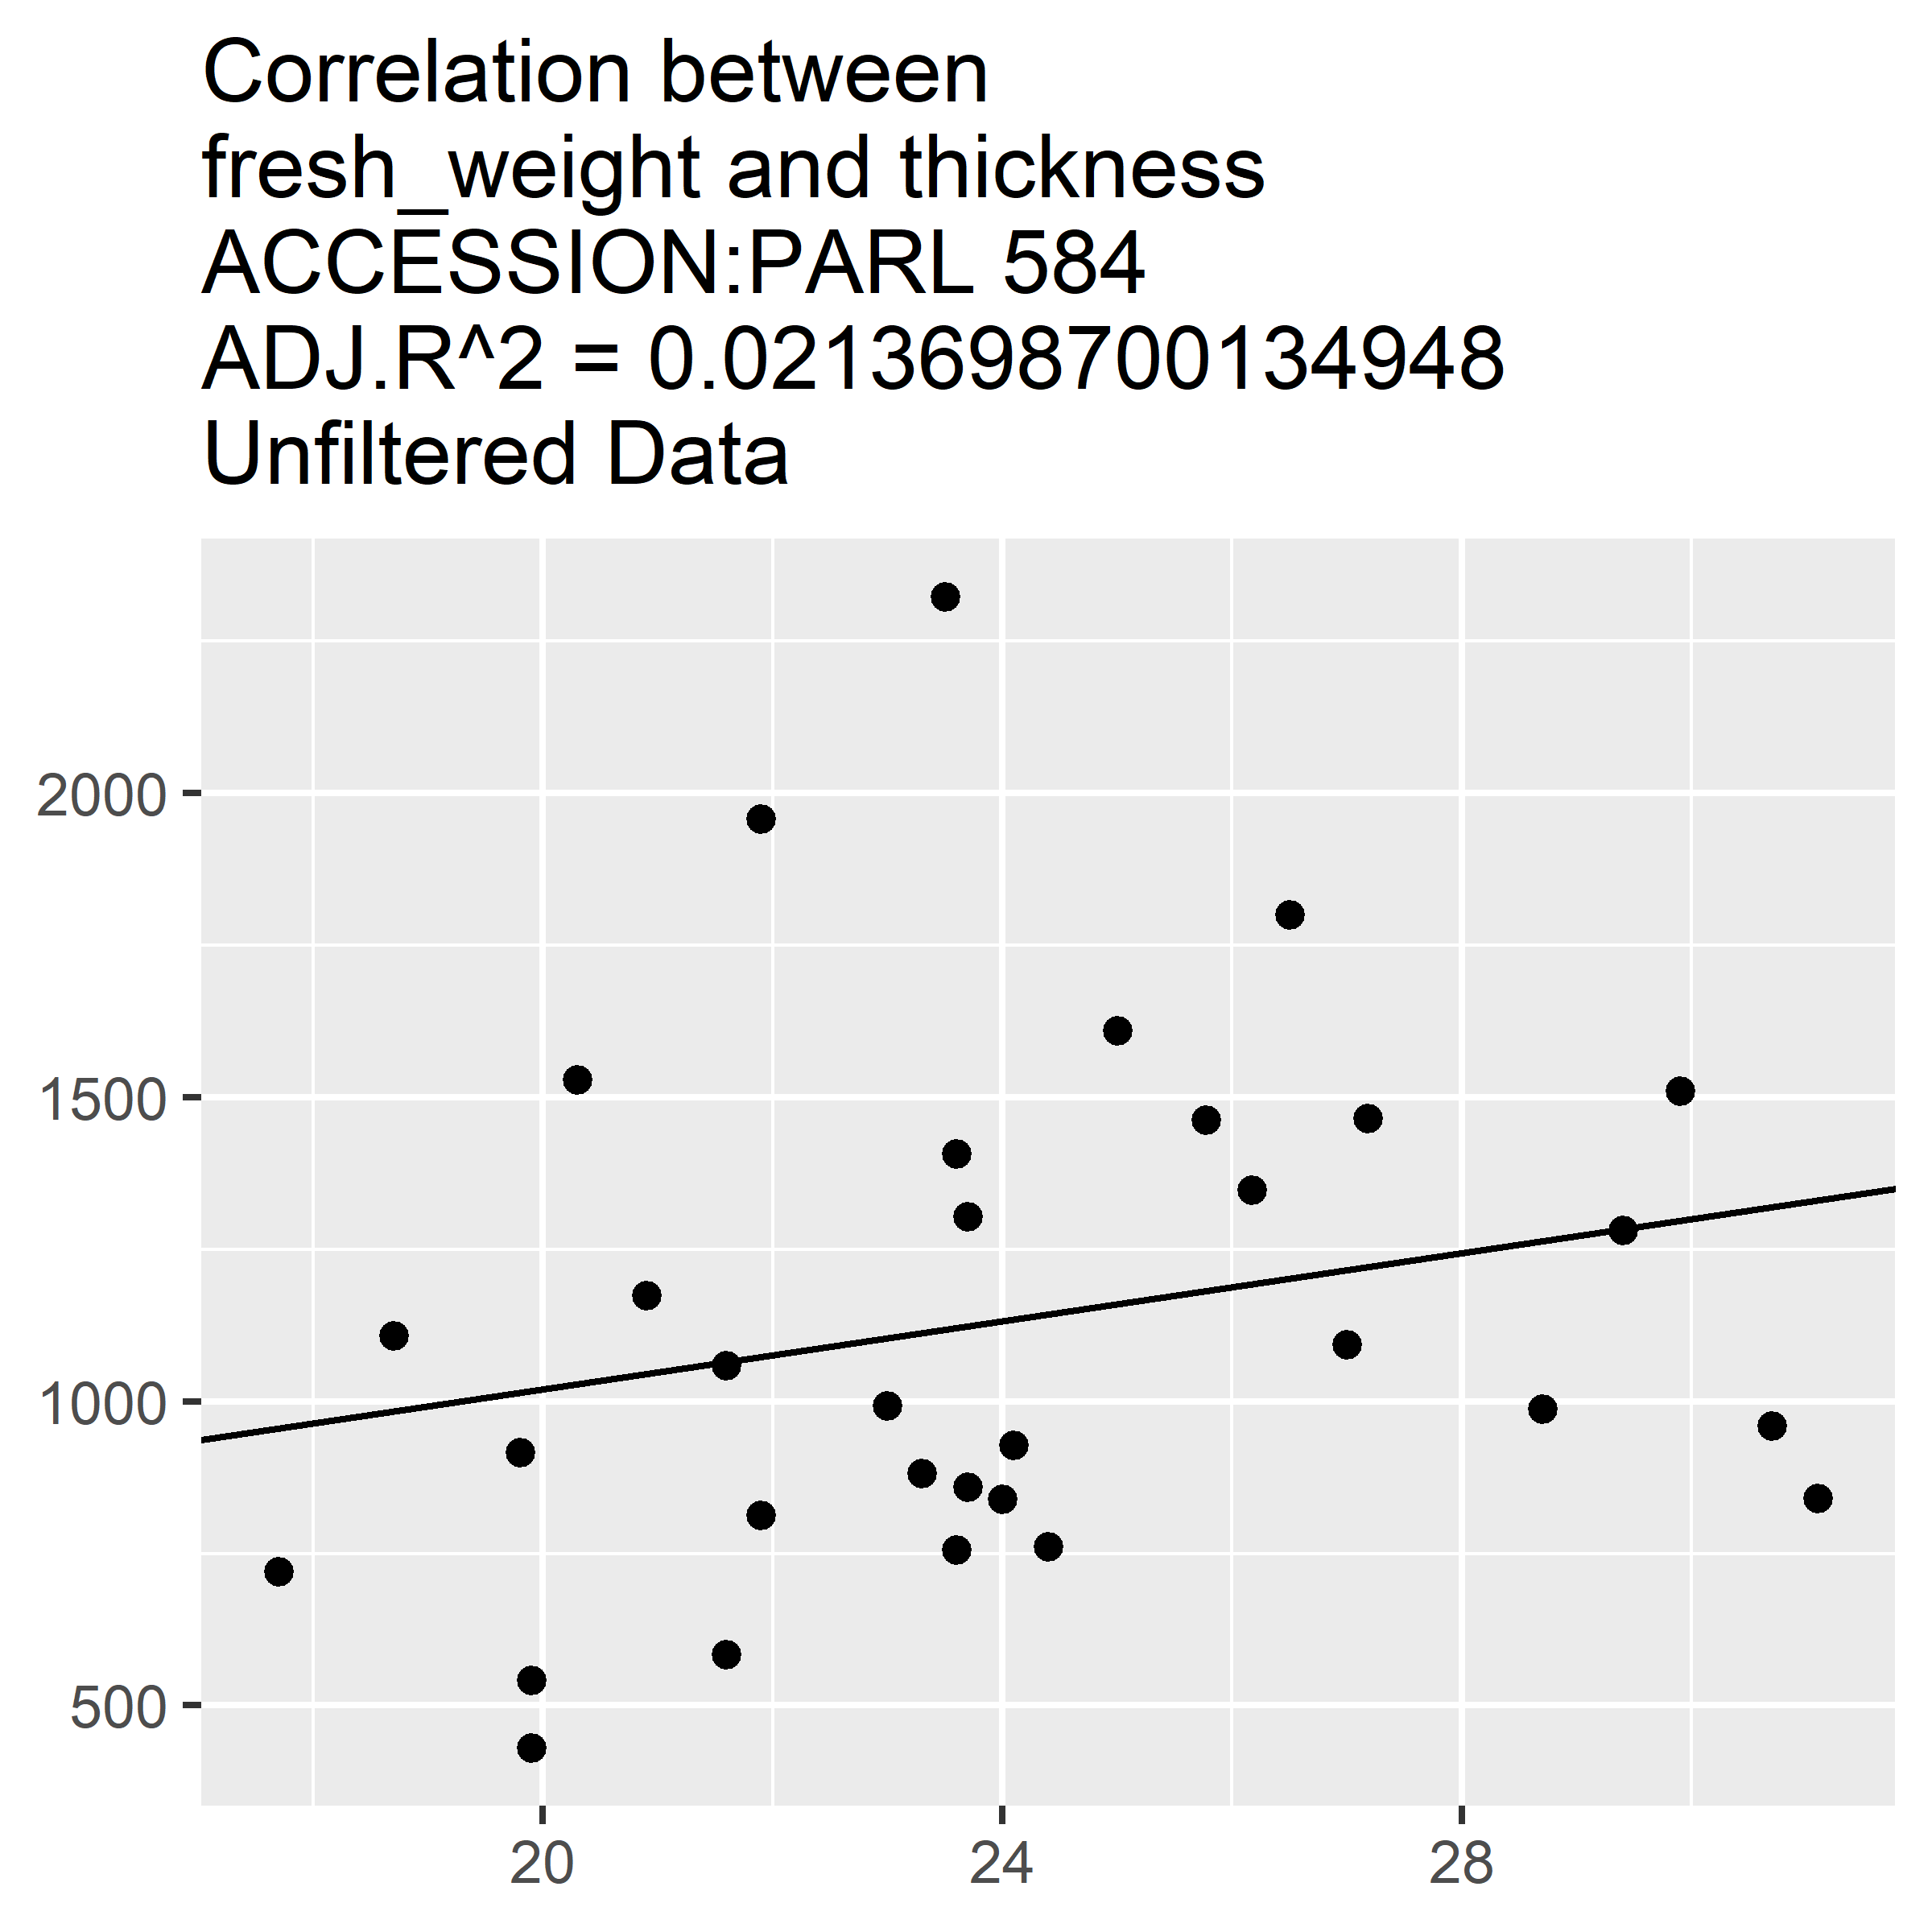 Correlation between
fresh_weight and thickness
ACCESSION:PARL 584
ADJ.R^2 = 0.0213698700134948
Unfiltered Data
2000
1500
1000
500
20 24 28